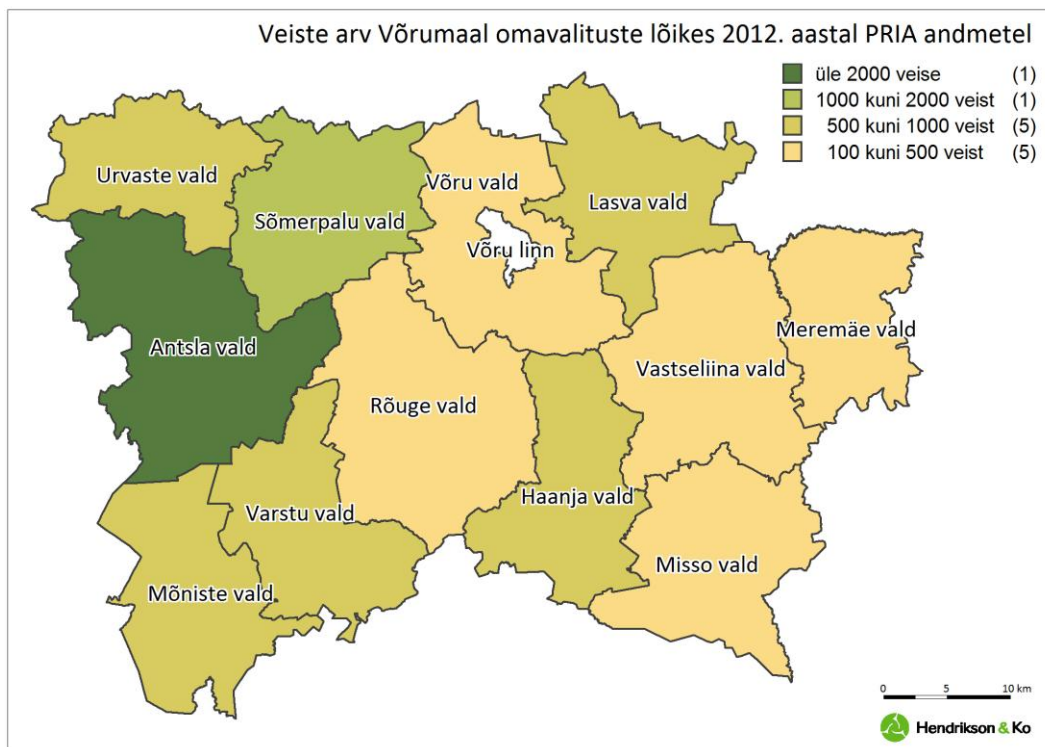 Veiste arv Võrumaal omavalituste lõikes 2012. aastal PRIA andmetel
üle 2000 veise (1)
1000 kuni 2000 veist (1)
500 kuni 1000 veist (5)
100 kuni 500 veist (5)
Urvaste vald
Võru vald
Lasva vald
Sõmerpalu vald
Võru linn
Meremäe vald
Antsla vald
Vastseliina vald
Rõuge vald
Haanja vald
Varstu vald
Misso vald
Mõniste vald
0 5 10 km
Hendrikson & Ko